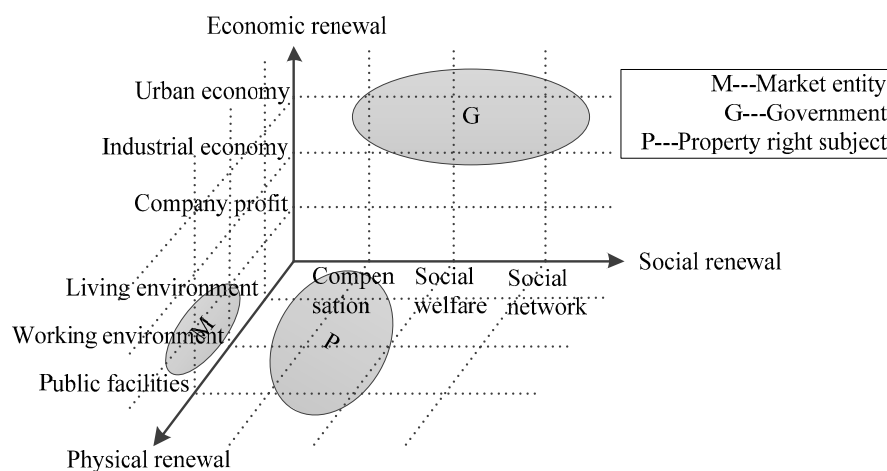 Economic renewal
Urban economy
Industrial economy
Company profit
G
M---Market entity
G---Government
P---Property right subject
Social renewal
Compen
sation
Social
welfare
Social
network
Living environment
Working environment
Public facilities
M
P
Physical renewal